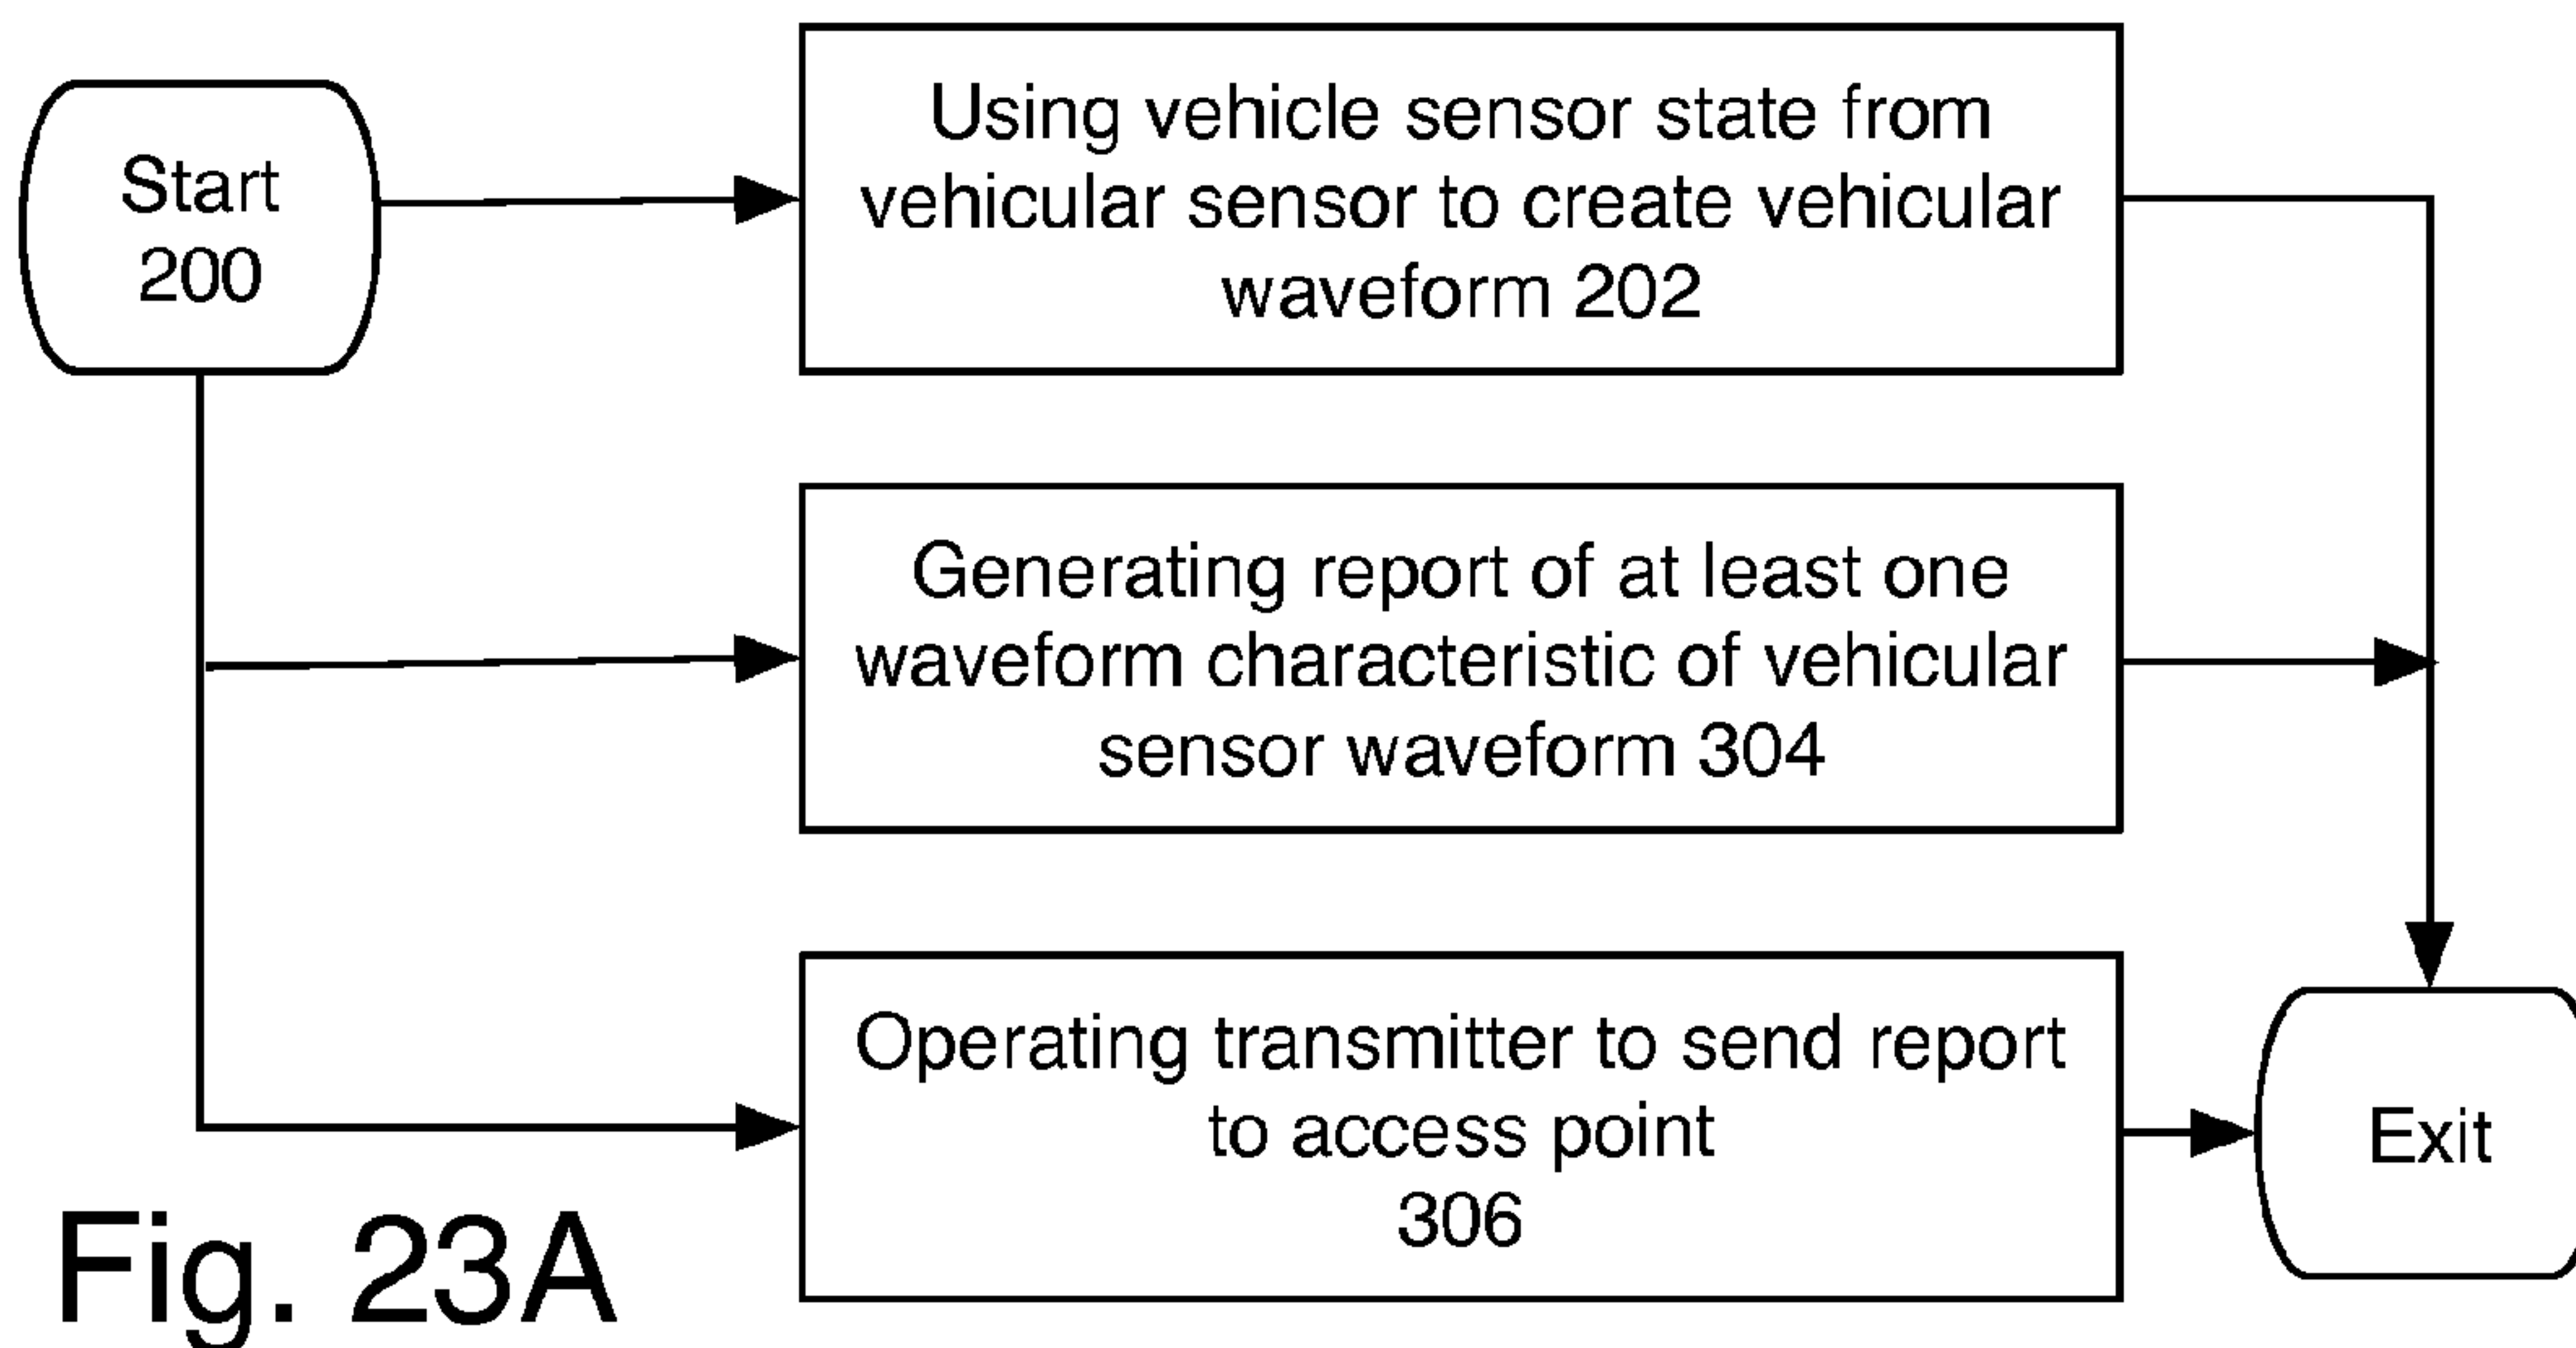 Start
200
Using vehicle sensor state from
vehicular sensor to create vehicular
waveform 202
Generating report of at least one
waveform characteristic of vehicular
sensor waveform 304
Operating transmitter to send report
to access point
306
Exit
Fig. 23A